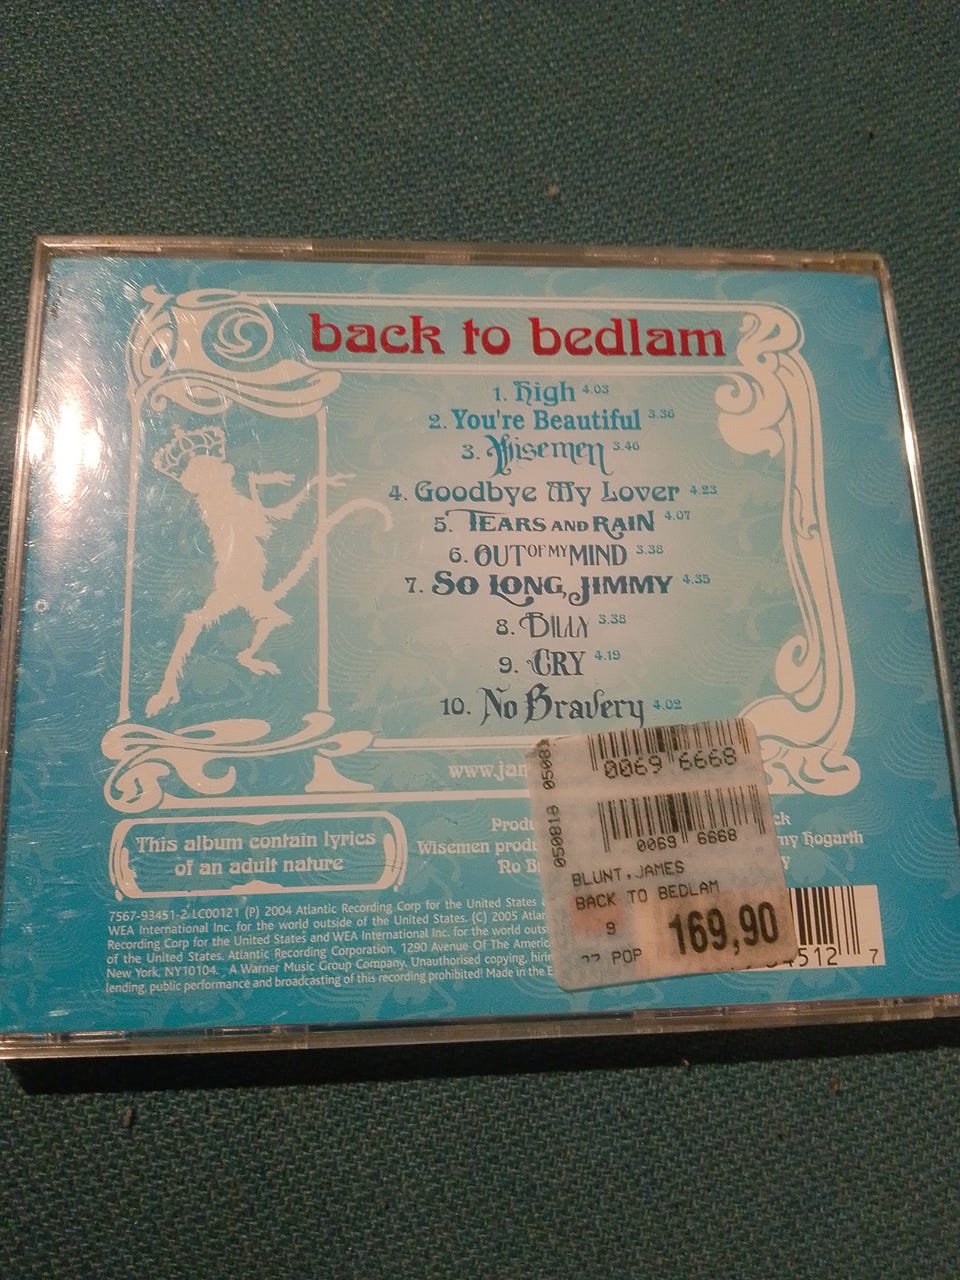 back to bedlam
1. High 4.03
2. You're Beautiful 3.36
3. Wisemen 3.46
4. Goodbye My Lover 4.23
5. TEARS AND RAIN 4.07
6. OUT OF MY MIND 3.38
7. SO LONG, JIMMY 4.35
8. BILLY 3.38
9. CRY 4.19
10. No Bravery 4.02
www.jam
This album contain lyrics
of an adult nature
Produ
Wisemen prod
Ro B
ck
my Hogarth
y
050818
0069 6668
050818
0069 6668
BLUNT,JAMES
BACK TO BEDLAM
9
POP
169,90
4512 7
7567-93451-2 LC00121 (P) 2004 Atlantic Recording Corp for the United States
WEA International Inc. for the world outside of the United States. (C) 2005 Atlan
Recording Corp for the United States and WEA International Inc. for the world outs
of the United States. Atlantic Recording Corporation, 1290 Avenue Of The Americ
New York, NY10104. A Warner Music Group Company. Unauthorised copying, hirin
lending, public performance and broadcasting of this recording prohibited! Made in the E